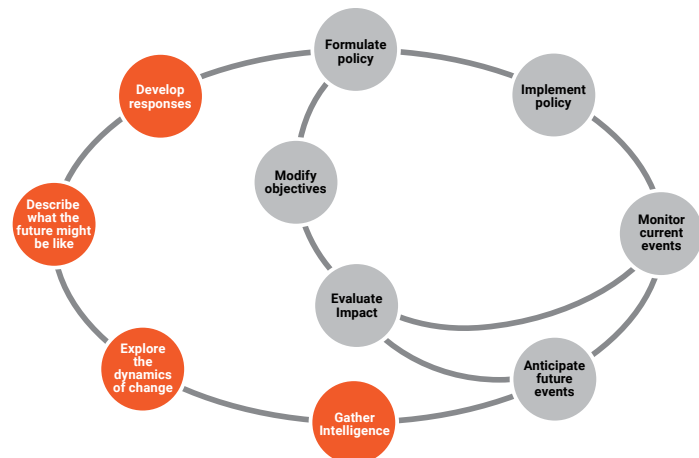 Formulate
policy
Develop
responses
Implement
policy
Modify
objectives
Describe
what the
future might
be like
Monitor
current
events
Evaluate
Impact
Explore
the
dynamics
of change
Anticipate
future
events
Gather
Intelligence